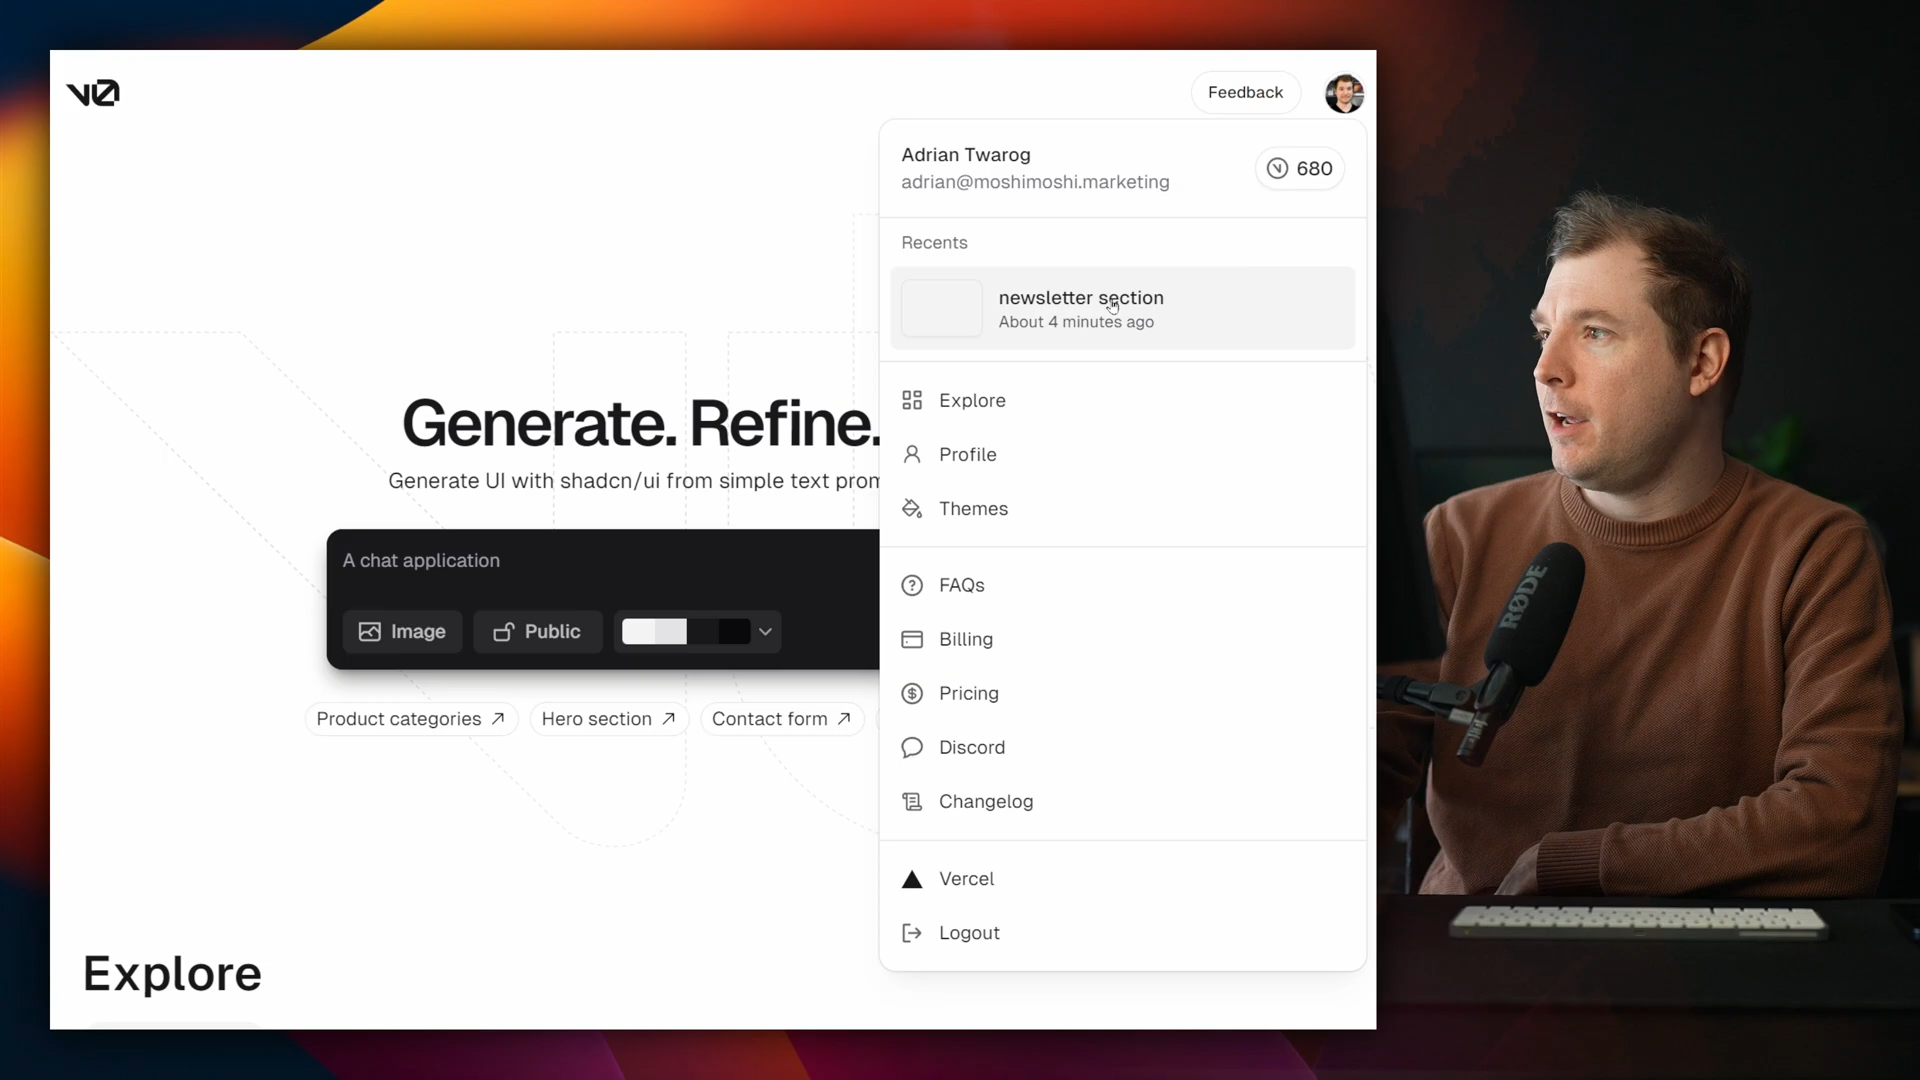 v0
Feedback
Adrian Twarog
adrian@moshimoshi.marketing
680
Recents
newsletter section
About 4 minutes ago
Explore
Profile
Themes
FAQs
Billing
Pricing
Discord
Changelog
Vercel
Logout
Generate. Refine.
Generate UI with shadcn/ui from simple text prom
A chat application
Image
Public
Product categories
Hero section
Contact form
Explore
RØDE